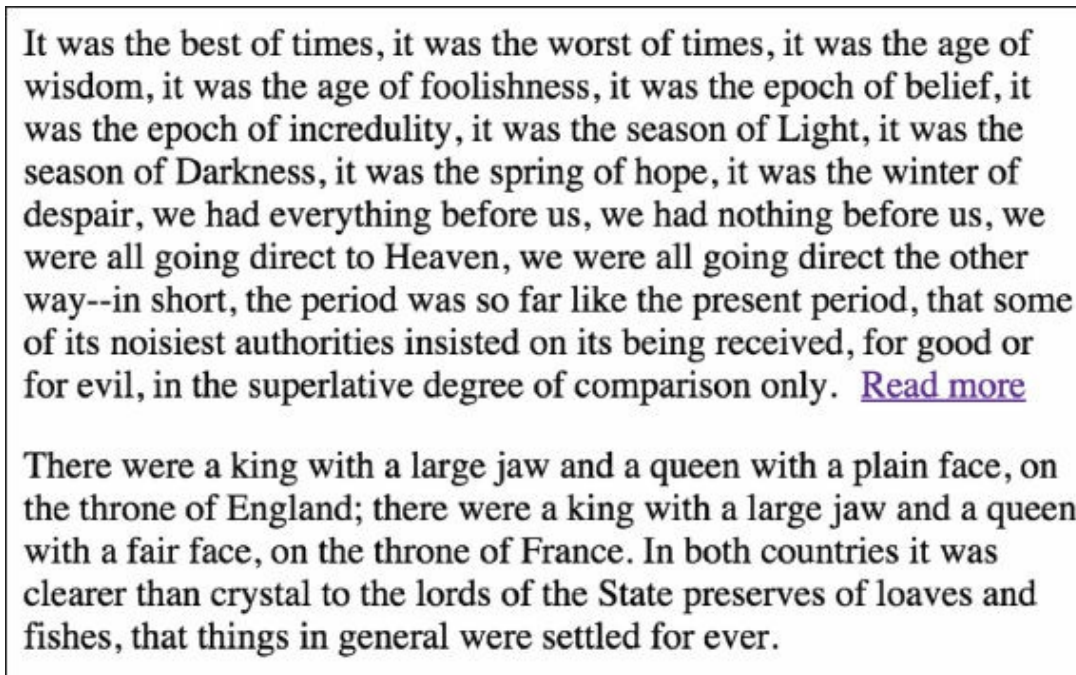 It was the best of times, it was the worst of times, it was the age of
wisdom, it was the age of foolishness, it was the epoch of belief, it
was the epoch of incredulity, it was the season of Light, it was the
season of Darkness, it was the spring of hope, it was the winter of
despair, we had everything before us, we had nothing before us, we
were all going direct to Heaven, we were all going direct the other
way--in short, the period was so far like the present period, that some
of its noisiest authorities insisted on its being received, for good or
for evil, in the superlative degree of comparison only. Read more
There were a king with a large jaw and a queen with a plain face, on
the throne of England; there were a king with a large jaw and a queen
with a fair face, on the throne of France. In both countries it was
clearer than crystal to the lords of the State preserves of loaves and
fishes, that things in general were settled for ever.